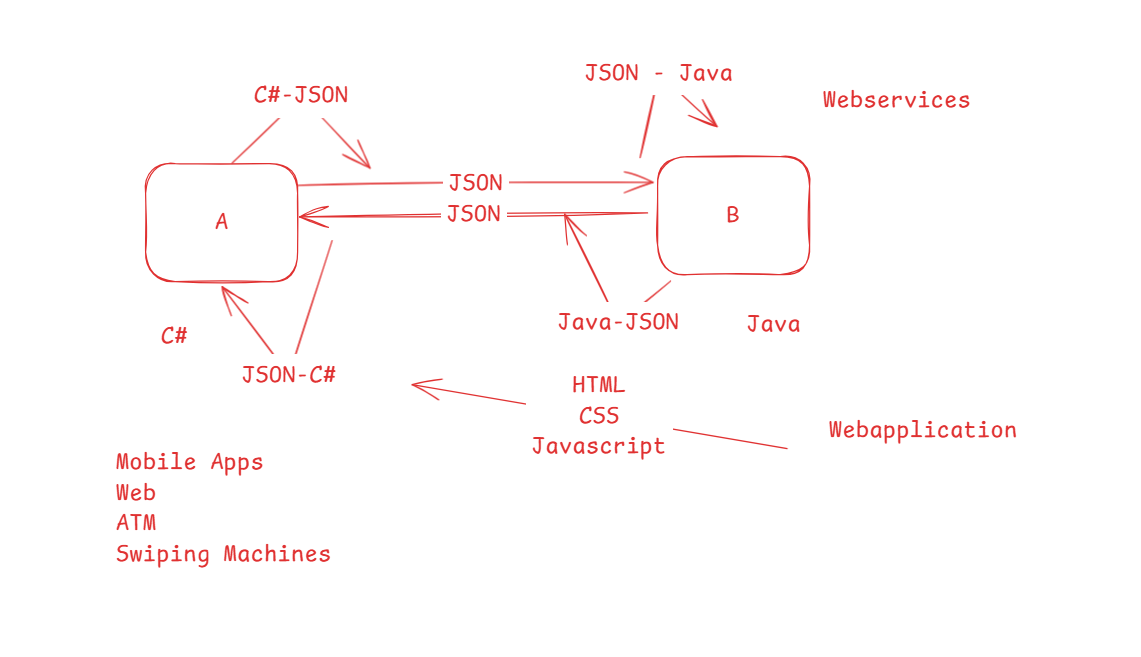 JSON - Java
C#-JSON
Webservices
JSON
JSON
A
B
Java-JSON
Java
C#
JSON-C#
HTML
CSS
Javascript
Webapplication
Mobile Apps
Web
ATM
Swiping Machines